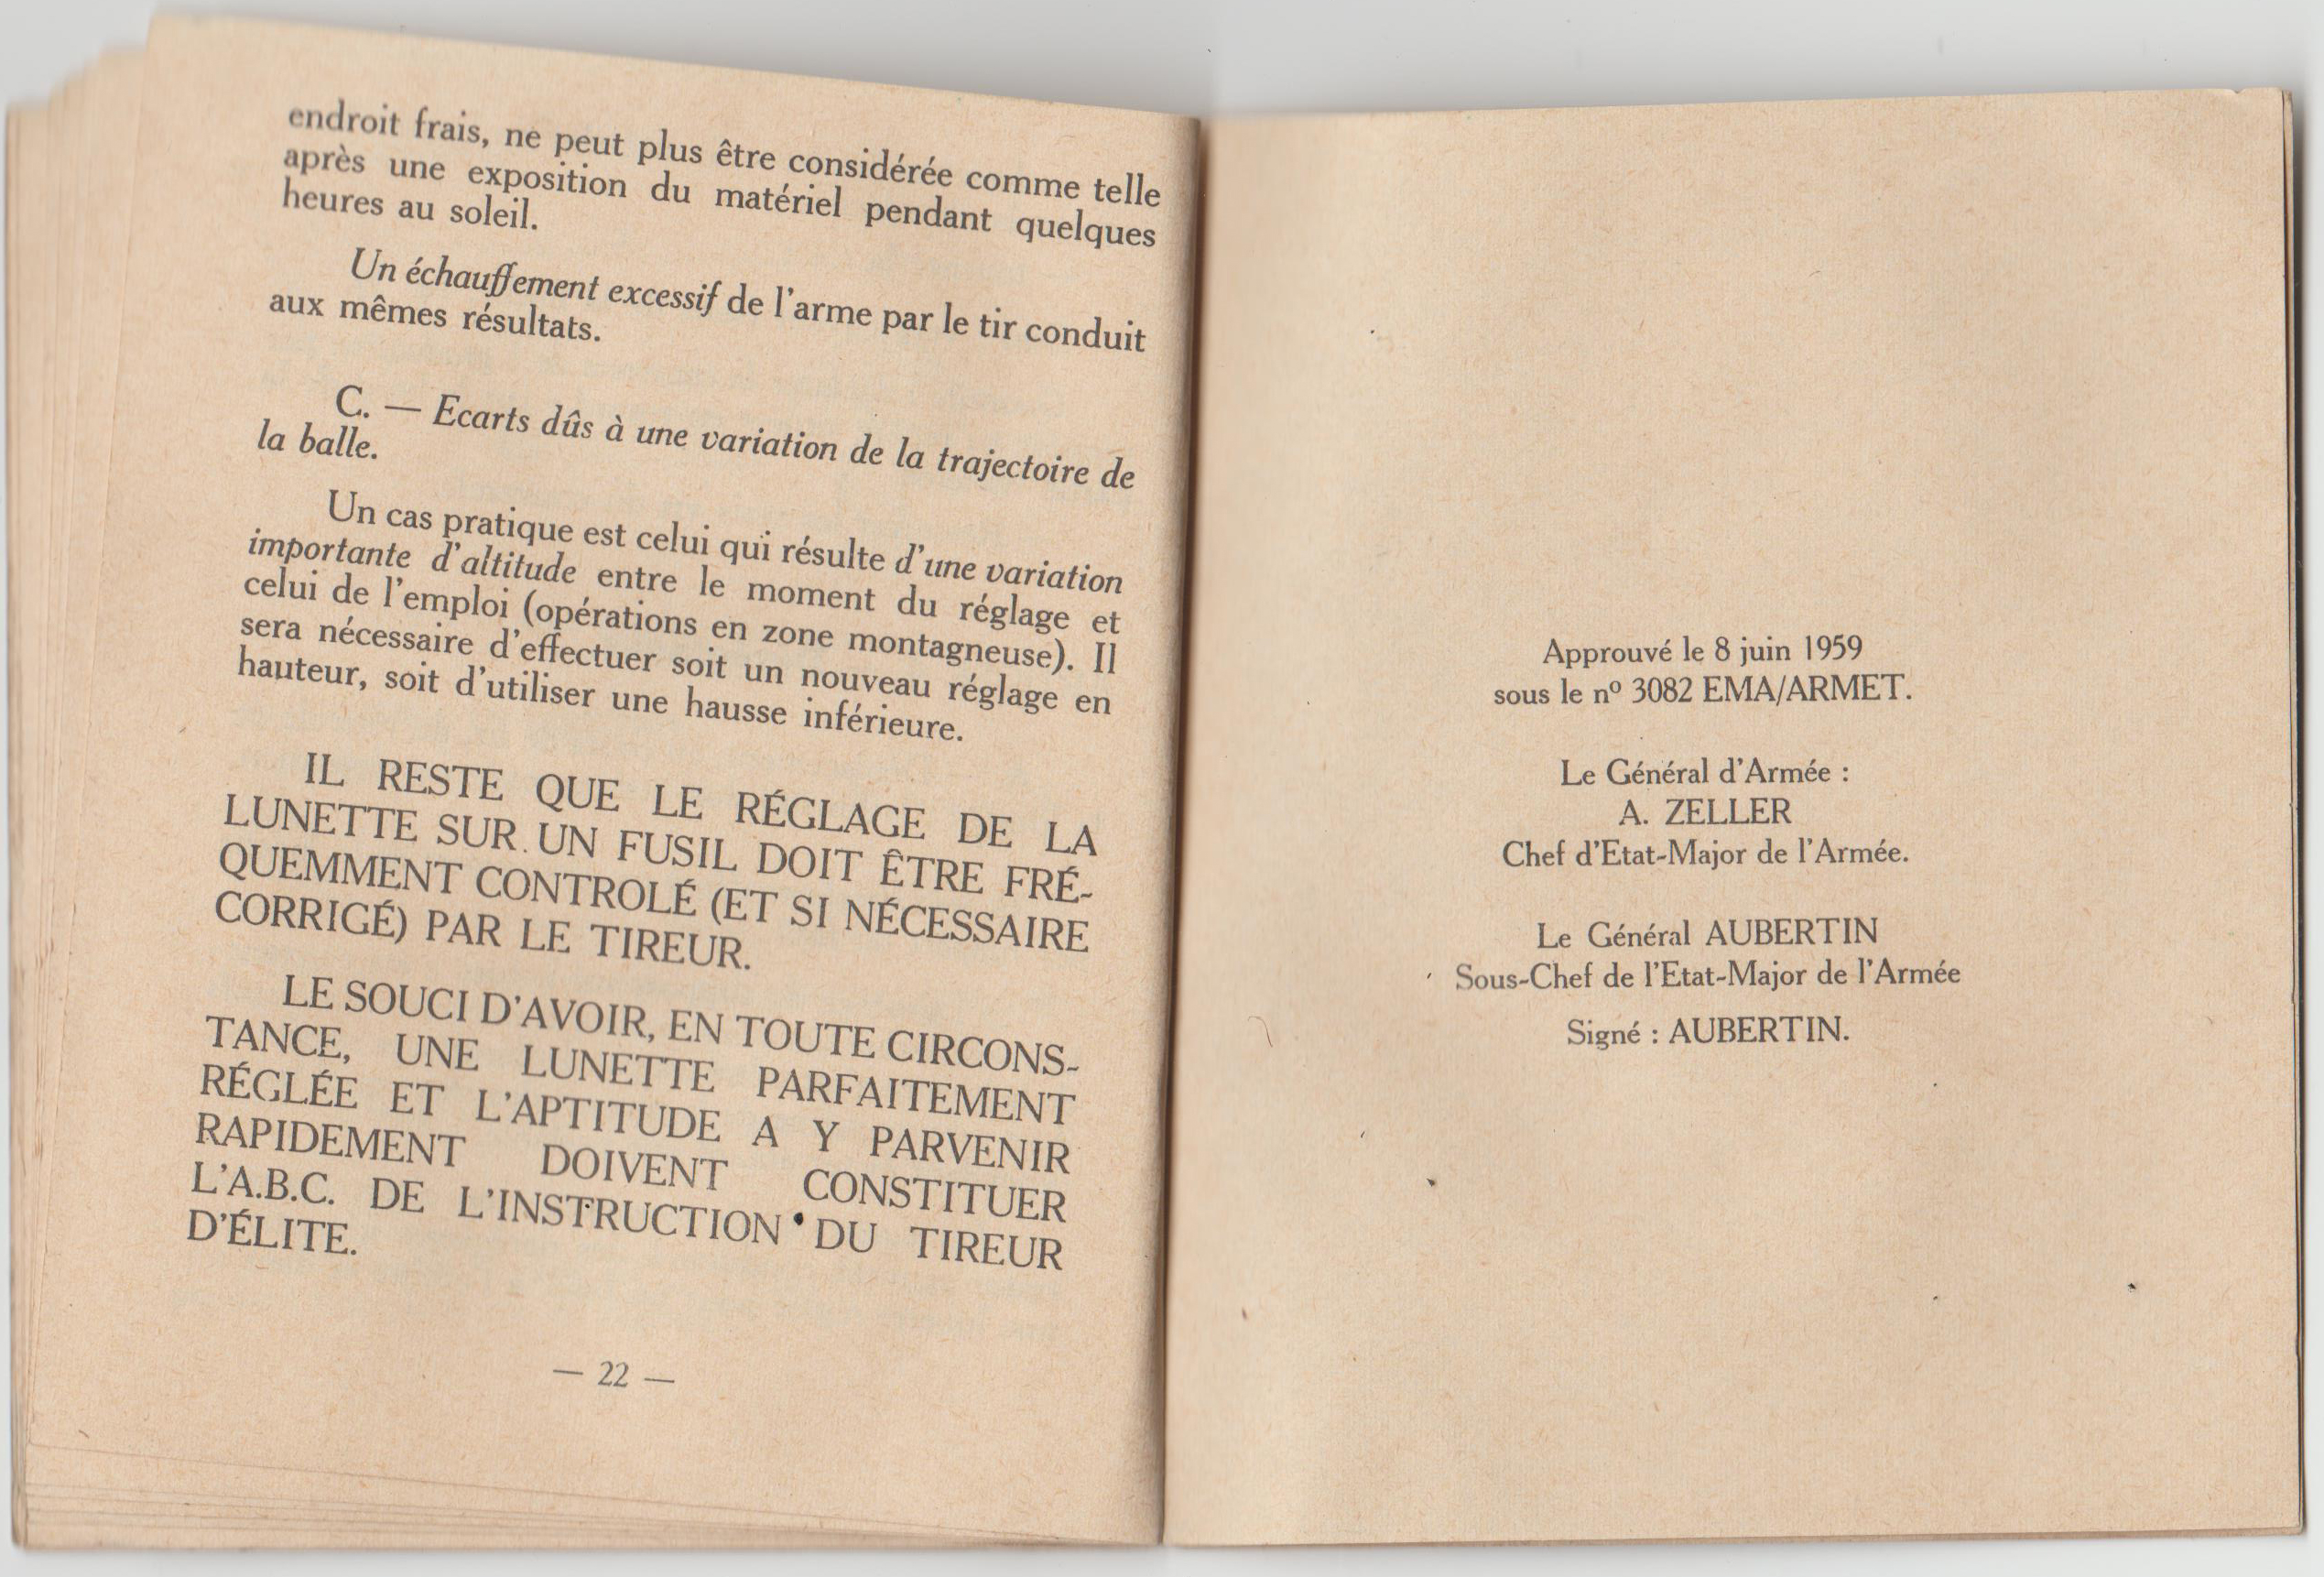 endroit frais, ne peut plus être considérée comme telle
après une exposition du matériel pendant quelques
heures au soleil.
Un échauffement excessif de l'arme par le tir conduit
aux mêmes résultats.
C. — Ecarts dûs à une variation de la trajectoire de
la balle.
Un cas pratique est celui qui résulte d'une variation
importante d'altitude entre le moment du réglage et
celui de l'emploi (opérations en zone montagneuse). Il
sera nécessaire d'effectuer soit un nouveau réglage en
hauteur, soit d'utiliser une hausse inférieure.
IL RESTE QUE LE RÉGLAGE DE LA
LUNETTE SUR UN FUSIL DOIT ÊTRE FRÉ-
QUEMMENT CONTROLÉ (ET SI NÉCESSAIRE
CORRIGÉ) PAR LE TIREUR.
LE SOUCI D'AVOIR, EN TOUTE CIRCONS-
TANCE, UNE LUNETTE PARFAITEMENT
RÉGLÉE ET L'APTITUDE A Y PARVENIR
RAPIDEMENT DOIVENT CONSTITUER
L'A.B.C. DE L'INSTRUCTION DU TIREUR
D'ÉLITE.
— 22 —
Approuvé le 8 juin 1959
sous le nº 3082 EMA/ARMET.
Le Général d'Armée :
A. ZELLER
Chef d'Etat-Major de l'Armée.
Le Général AUBERTIN
Sous-Chef de l'Etat-Major de l'Armée
Signé : AUBERTIN.